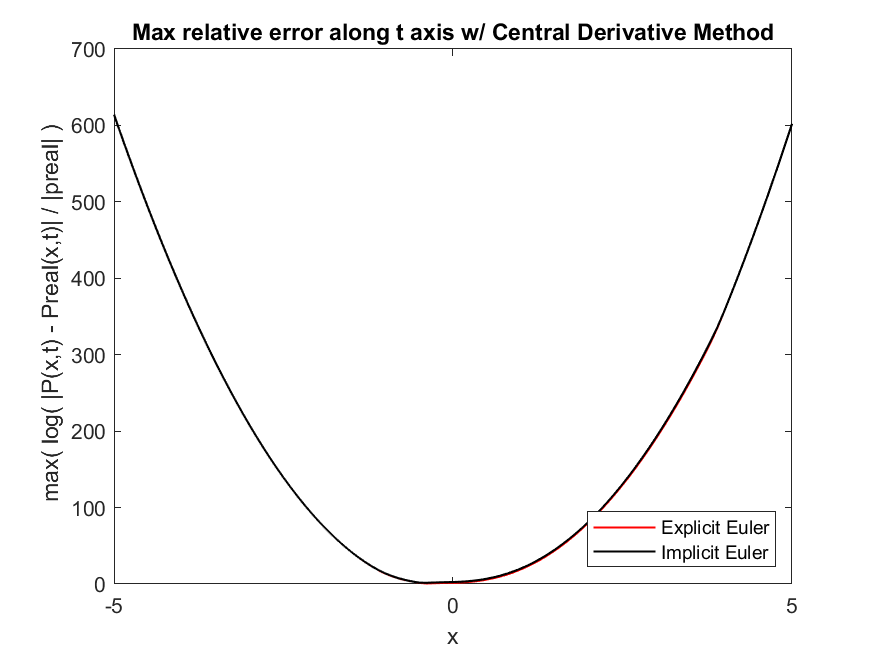 Max relative error along t axis w/ Central Derivative Method
700
600
500
400
300
200
100
0
max( log( |P(x,t) - Preal(x,t)| / |preal| )
-5
0
5
x
Explicit Euler
Implicit Euler